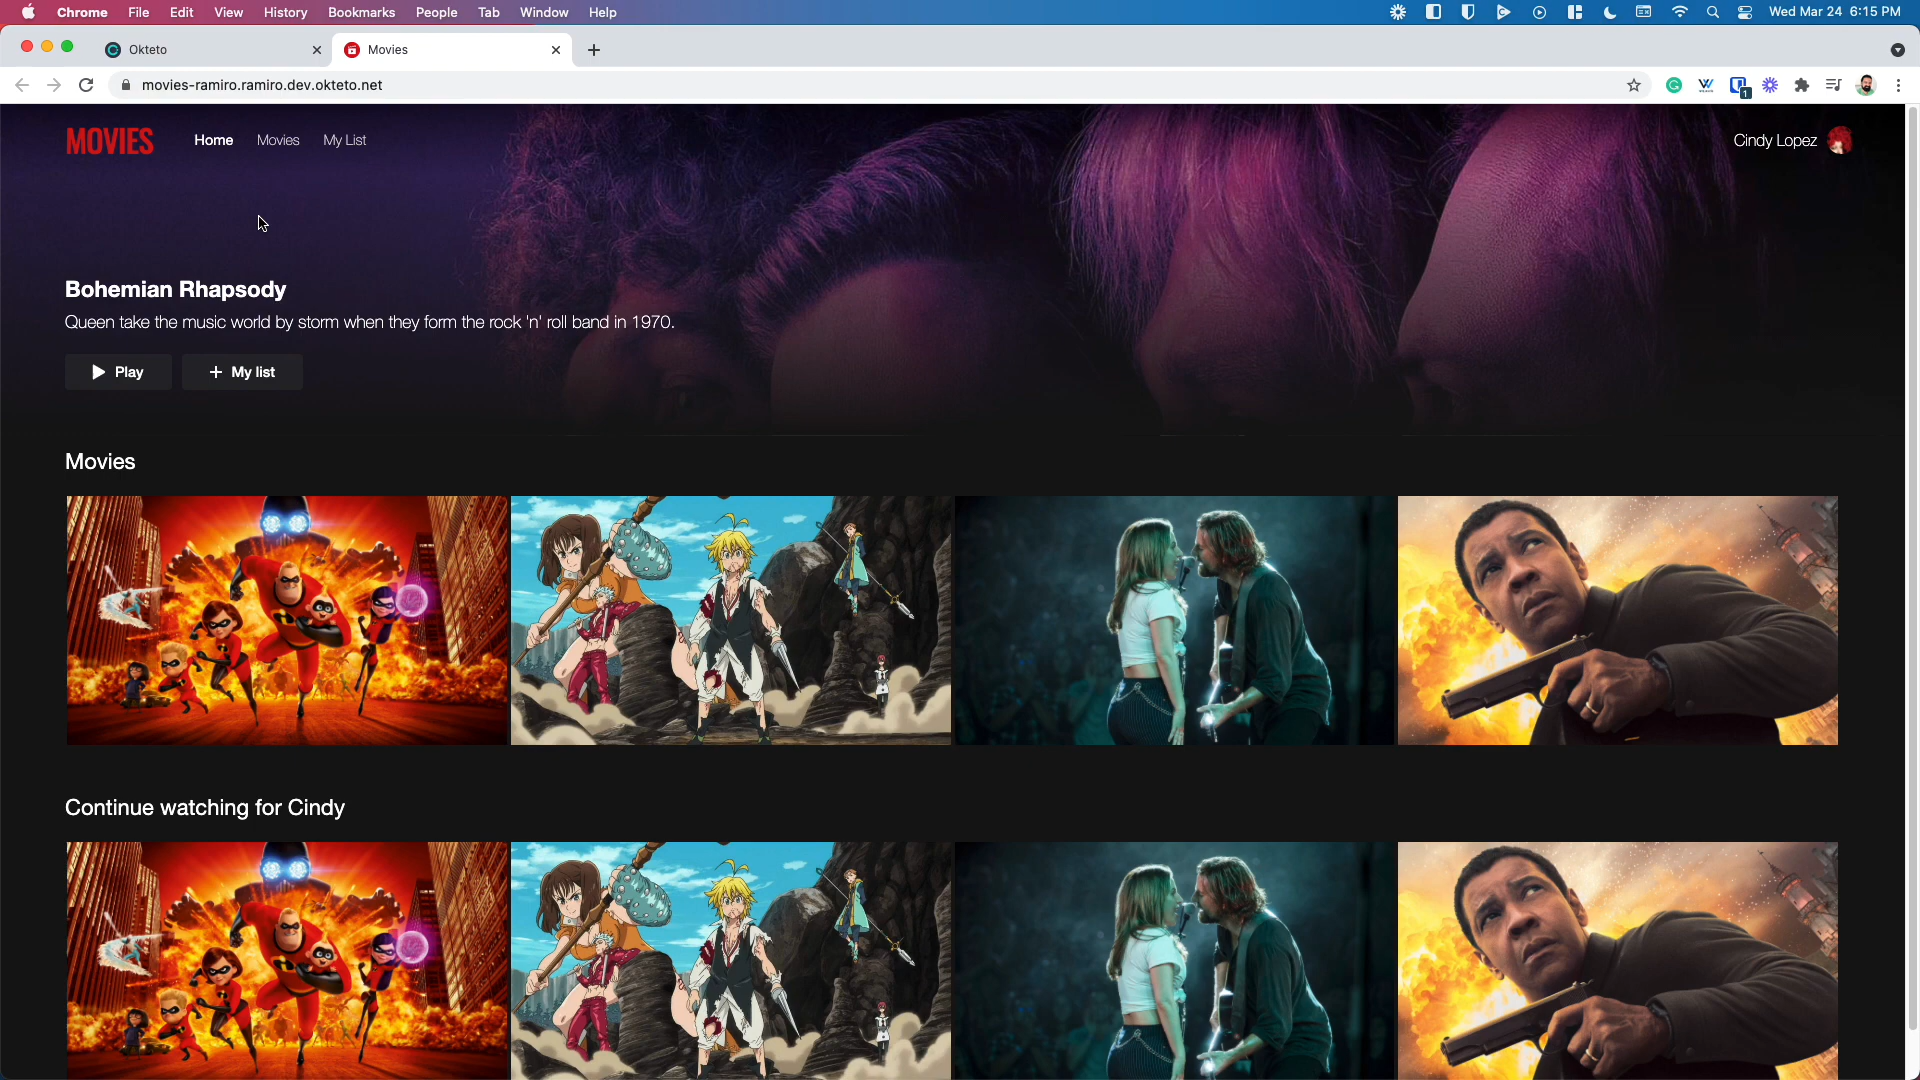 Chrome File Edit View History Bookmarks People Tab Window Help Wed Mar 24 6:15 PM
Okteto Movies
movies-ramiro.ramiro.dev.okteto.net 1
MOVIES Home Movies My List Cindy Lopez
Bohemian Rhapsody
Queen take the music world by storm when they form the rock 'n' roll band in 1970.
Play + My list
Movies
Continue watching for Cindy